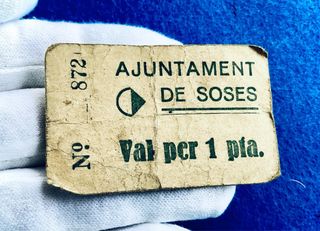 Nº 872
AJUNTAMENT
DE SOSES
Val per 1 pta.